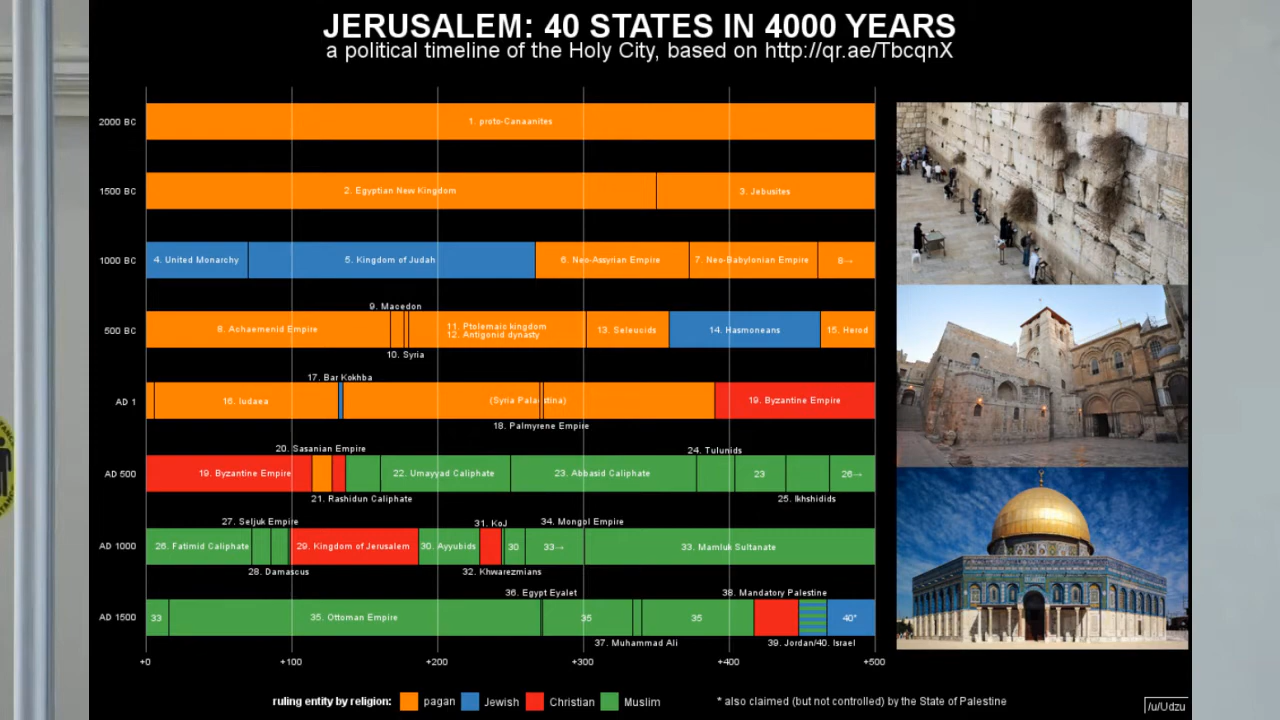 JERUSALEM: 40 STATES IN 4000 YEARS
a political timeline of the Holy City, based on http://qr.ae/TbcqnX
2000 BC
1. proto-Canaanites
1500 BC
2. Egyptian New Kingdom
3. Jebusites
1000 BC
4. United Monarchy
5. Kingdom of Judah
6. Neo-Assyrian Empire
7. Neo-Babylonian Empire
8→
9. Macedon
500 BC
8. Achaemenid Empire
11. Ptolemaic kingdom
12. Antigonid dynasty
13. Seleucids
14. Hasmoneans
15. Herod
10. Syria
17. Bar Kokhba
AD 1
16. Iudaea
(Syria Palaestina)
19. Byzantine Empire
18. Palmyrene Empire
20. Sasanian Empire
24. Tulunids
AD 500
19. Byzantine Empire
22. Umayyad Caliphate
23. Abbasid Caliphate
23
26→
21. Rashidun Caliphate
25. Ikhshidids
27. Seljuk Empire
31. KoJ
34. Mongol Empire
AD 1000
26. Fatimid Caliphate
29. Kingdom of Jerusalem
30. Ayyubids
30
33→
33. Mamluk Sultanate
28. Damascus
32. Khwarezmians
36. Egypt Eyalet
38. Mandatory Palestine
AD 1500
33
35. Ottoman Empire
35
35
40*
37. Muhammad Ali
39. Jordan/40. Israel
+0
+100
+200
+300
+400
+500
ruling entity by religion:
pagan
Jewish
Christian
Muslim
* also claimed (but not controlled) by the State of Palestine
/u/Udzu